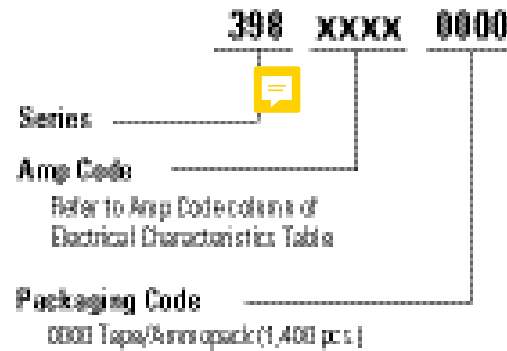 398 xxxx 0000
Series
Amp Code
Refer to Amp Code column of
Electrical Characteristics Table
Packaging Code
0000 Tape/Ammopack (1,400 pcs.)